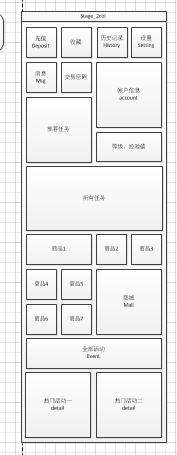 Stage_2col
充值
Deposit
收藏
历史记录
History
设置
Setting
消息
Msg
交易密码
帐户信息
account
推荐任务
等级、经验值
所有任务
商品1
商品2
商品3
商品4
商品5
商城
Mall
商品6
商品7
全部活动
Event
热门活动一
detail
热门活动二
detail